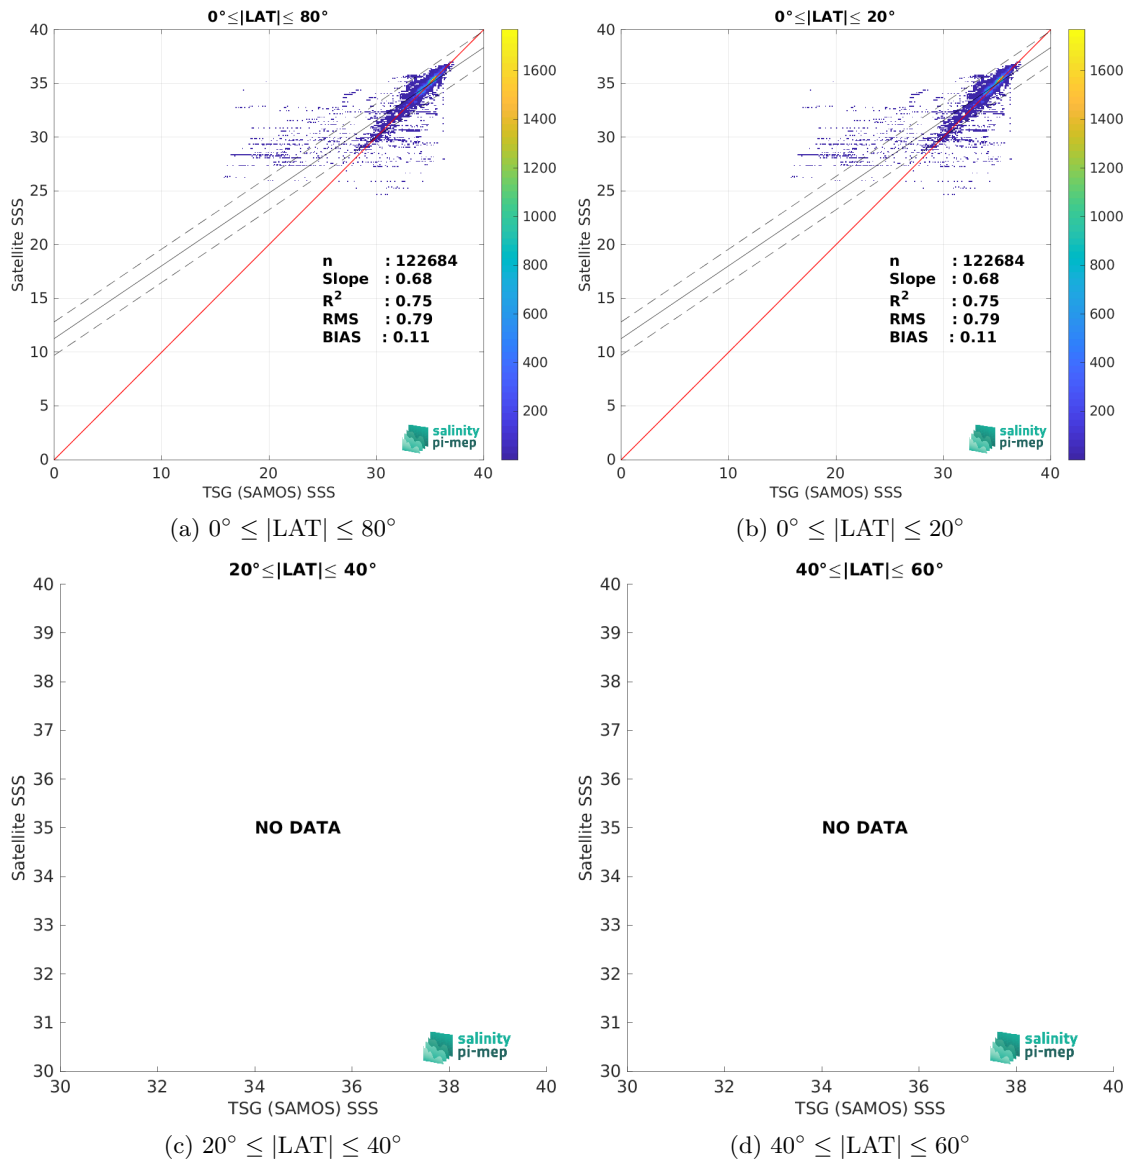 0°≤|LAT|≤ 80°
40
35
30
25
20
15
10
5
0
0
10
20
30
40
Satellite SSS
TSG (SAMOS) SSS
n : 122684
Slope : 0.68
R² : 0.75
RMS : 0.79
BIAS : 0.11
salinity
pi-mep
1600
1400
1200
1000
800
600
400
200
(a) 0° ≤ |LAT| ≤ 80°
0°≤|LAT|≤ 20°
40
35
30
25
20
15
10
5
0
0
10
20
30
40
Satellite SSS
TSG (SAMOS) SSS
n : 122684
Slope : 0.68
R² : 0.75
RMS : 0.79
BIAS : 0.11
salinity
pi-mep
1600
1400
1200
1000
800
600
400
200
(b) 0° ≤ |LAT| ≤ 20°
20°≤|LAT|≤ 40°
40
39
38
37
36
35
34
33
32
31
30
30
32
34
36
38
40
Satellite SSS
NO DATA
TSG (SAMOS) SSS
salinity
pi-mep
(c) 20° ≤ |LAT| ≤ 40°
40°≤|LAT|≤ 60°
40
39
38
37
36
35
34
33
32
31
30
30
32
34
36
38
40
Satellite SSS
NO DATA
TSG (SAMOS) SSS
salinity
pi-mep
(d) 40° ≤ |LAT| ≤ 60°